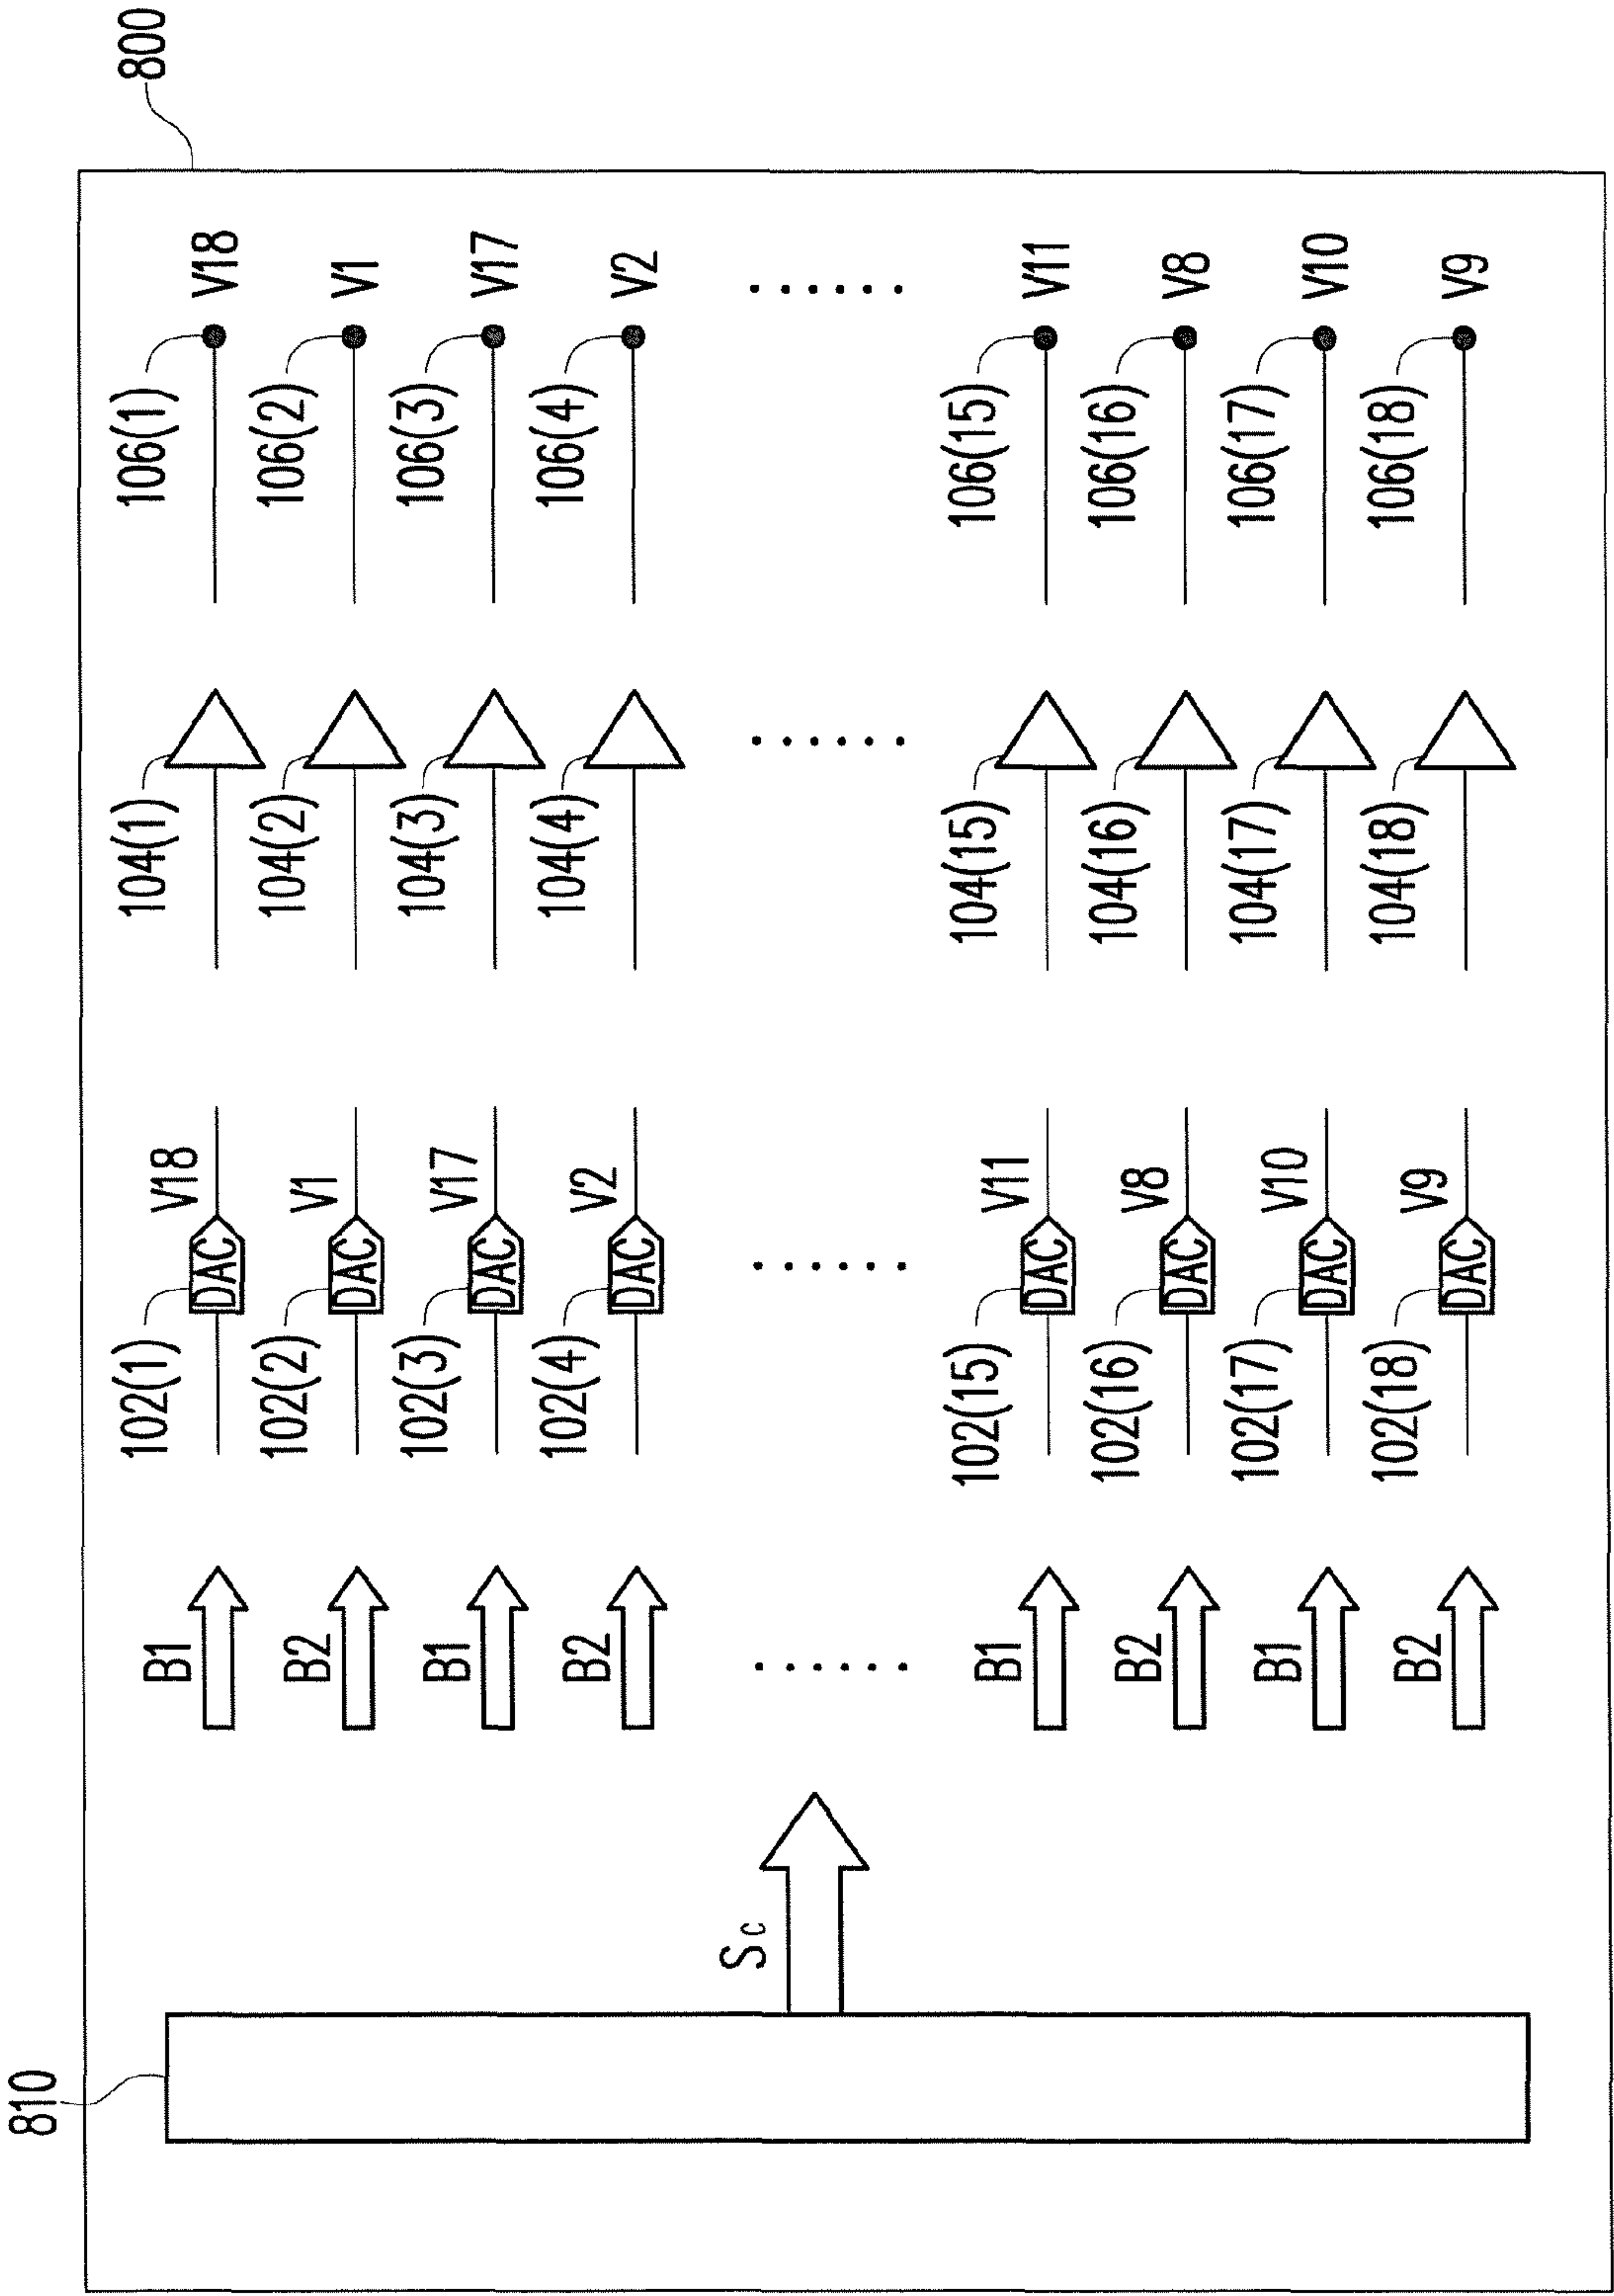 800
810
Sc
B1
102(1)
DAC
V18
104(1)
106(1)
V18
B2
102(2)
DAC
V1
104(2)
106(2)
V1
B1
102(3)
DAC
V17
104(3)
106(3)
V17
B2
102(4)
DAC
V2
104(4)
106(4)
V2
......
......
......
......
B1
102(15)
DAC
V11
104(15)
106(15)
V11
B2
102(16)
DAC
V8
104(16)
106(16)
V8
B1
102(17)
DAC
V10
104(17)
106(17)
V10
B2
102(18)
DAC
V9
104(18)
106(18)
V9